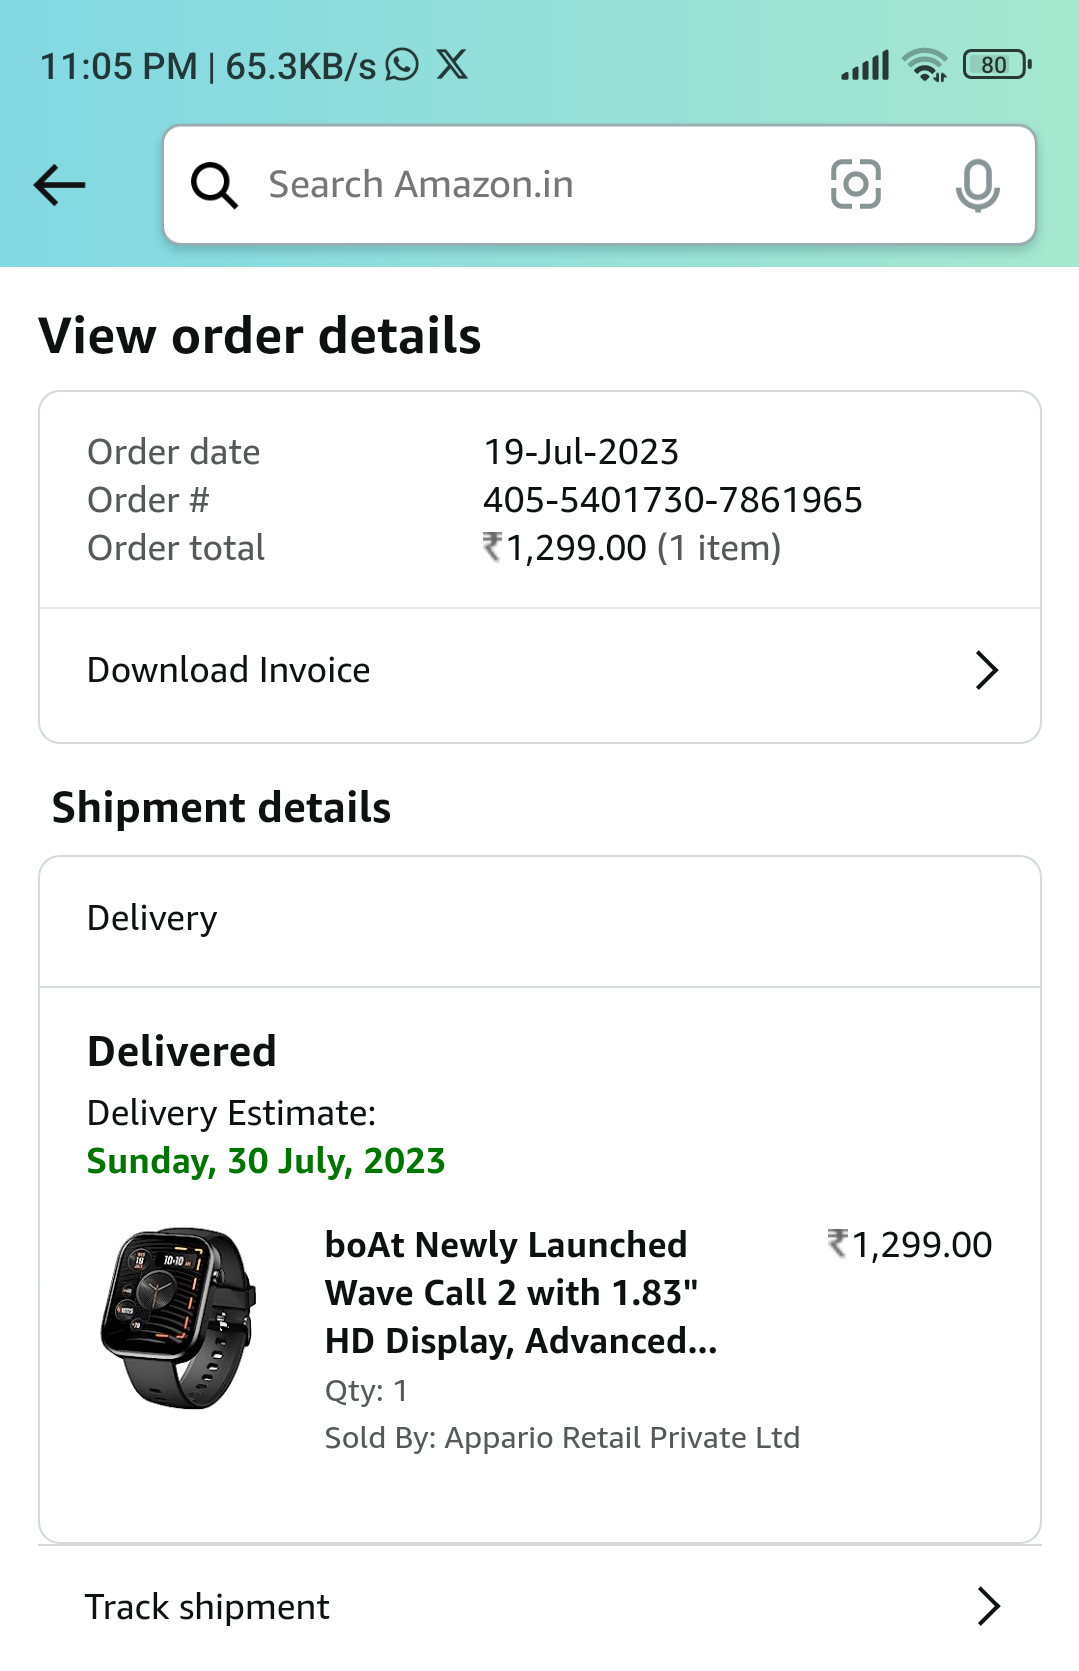 11:05 PM | 65.3KB/s
80
Search Amazon.in
View order details
Order date 19-Jul-2023
Order # 405-5401730-7861965
Order total ₹1,299.00 (1 item)
Download Invoice
Shipment details
Delivery
Delivered
Delivery Estimate:
Sunday, 30 July, 2023
boAt Newly Launched ₹1,299.00
Wave Call 2 with 1.83"
HD Display, Advanced...
Qty: 1
Sold By: Appario Retail Private Ltd
10:10
19
Track shipment